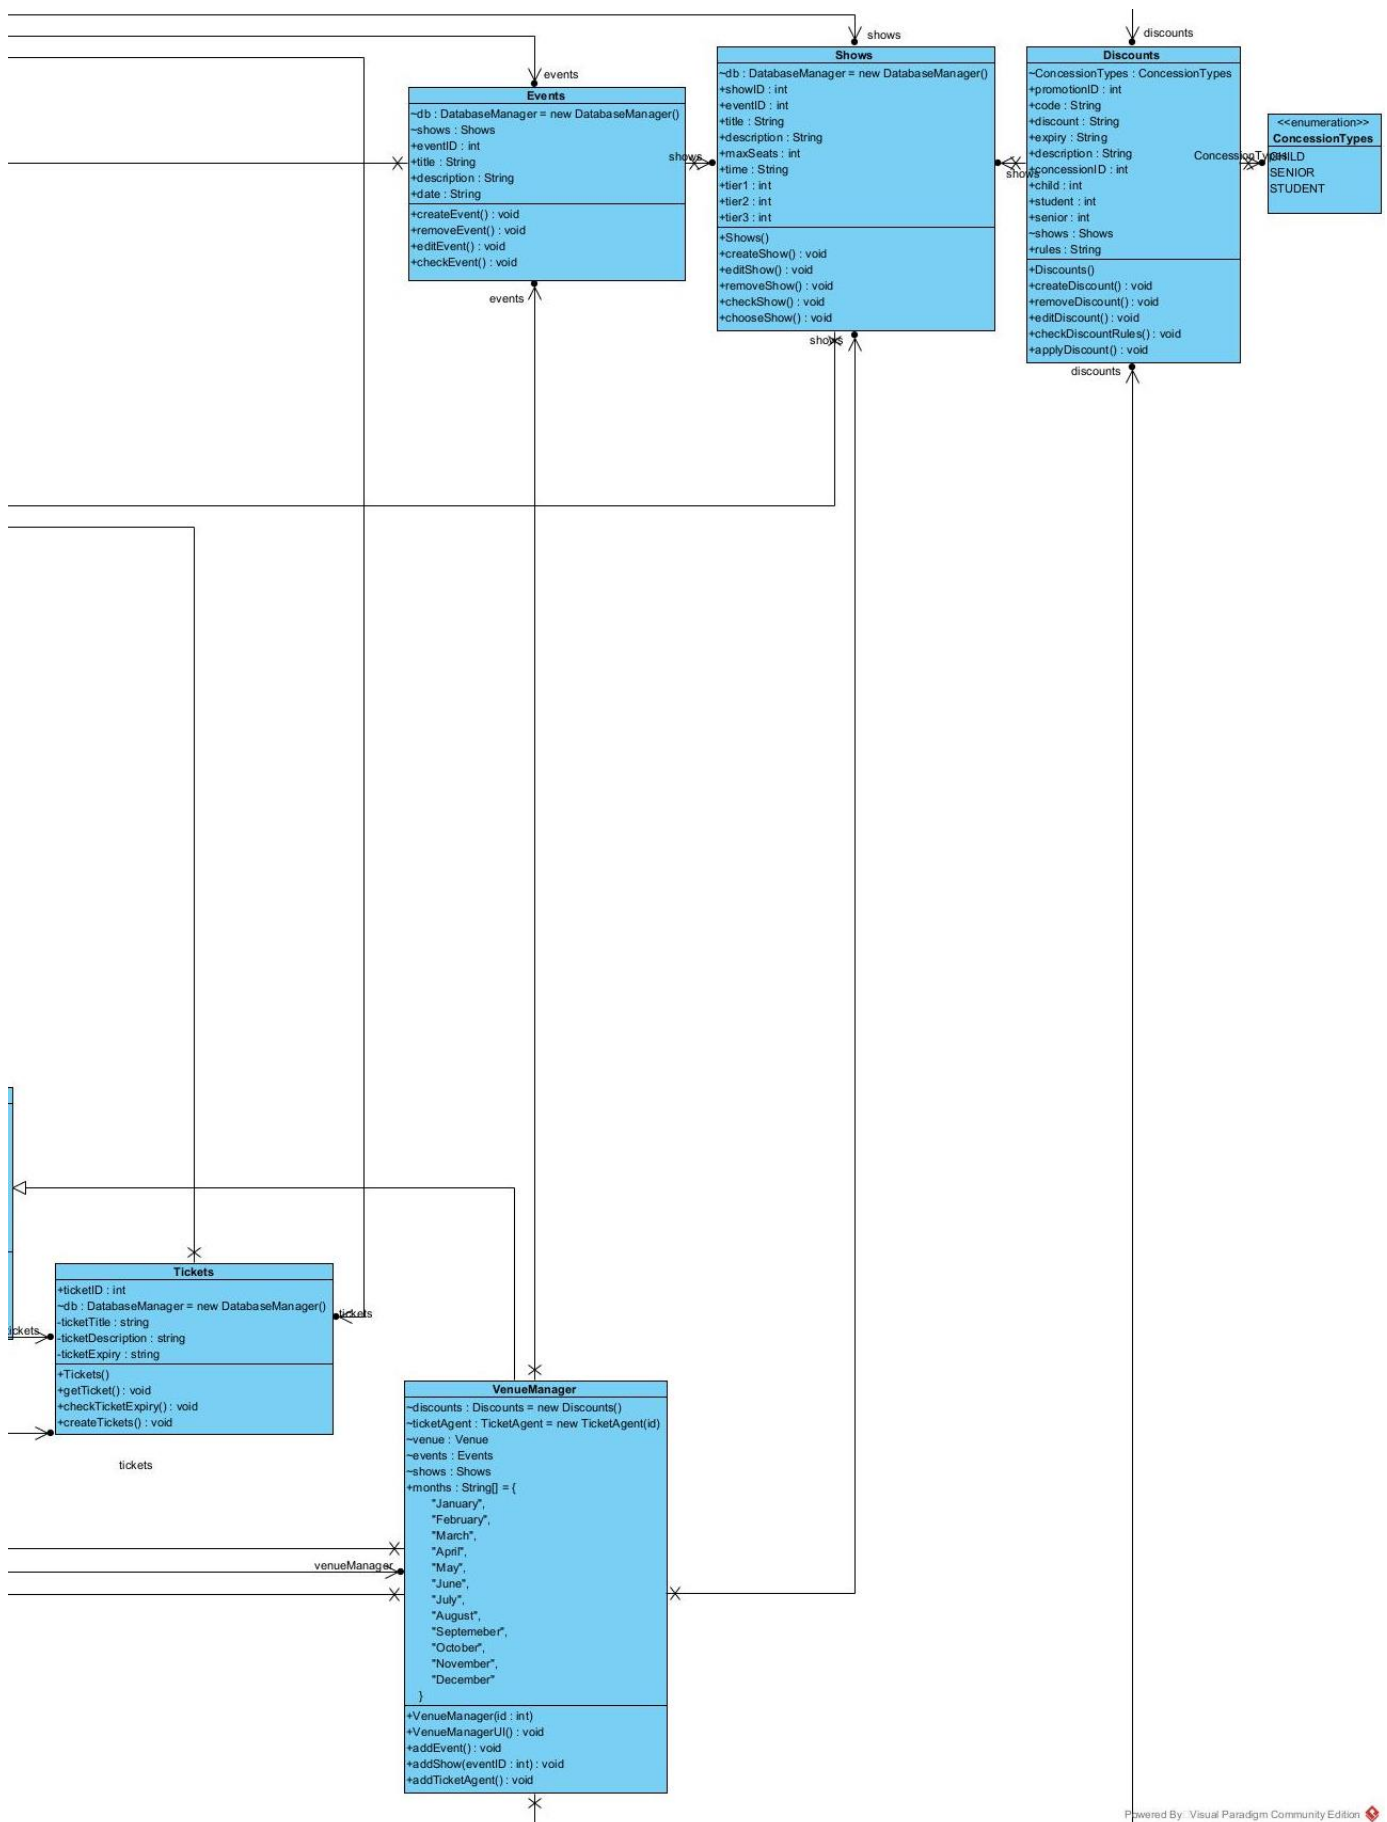 shows
discounts
events
Events
~db : DatabaseManager = new DatabaseManager()
~shows : Shows
+eventID : int
+title : String
+description : String
+date : String
+createEvent() : void
+removeEvent() : void
+editEvent() : void
+checkEvent() : void
events
shows
Shows
~db : DatabaseManager = new DatabaseManager()
+showID : int
+eventID : int
+title : String
+description : String
+maxSeats : int
+time : String
+tier1 : int
+tier2 : int
+tier3 : int
+Shows()
+createShow() : void
+editShow() : void
+removeShow() : void
+checkShow() : void
+chooseShow() : void
shows
shows
Discounts
~ConcessionTypes : ConcessionTypes
+promotionID : int
+code : String
+discount : String
+expiry : String
+description : String
+concessionID : int
+child : int
+student : int
+senior : int
~shows : Shows
+rules : String
+Discounts()
+createDiscount() : void
+removeDiscount() : void
+editDiscount() : void
+checkDiscountRules() : void
+applyDiscount() : void
discounts
ConcessionTypes
<<enumeration>>
ConcessionTypes
CHILD
SENIOR
STUDENT
Tickets
+ticketID : int
~db : DatabaseManager = new DatabaseManager()
-ticketTitle : string
-ticketDescription : string
-ticketExpiry : string
+Tickets()
+getTicket() : void
+checkTicketExpiry() : void
+createTickets() : void
tickets
tickets
tickets
venueManager
VenueManager
~discounts : Discounts = new Discounts()
~ticketAgent : TicketAgent = new TicketAgent(id)
~venue : Venue
~events : Events
~shows : Shows
+months : String[] = {
"January",
"February",
"March",
"April",
"May",
"June",
"July",
"August",
"Septemeber",
"October",
"November",
"December"
}
+VenueManager(id : int)
+VenueManagerUI() : void
+addEvent() : void
+addShow(eventID : int) : void
+addTicketAgent() : void
Powered By Visual Paradigm Community Edition